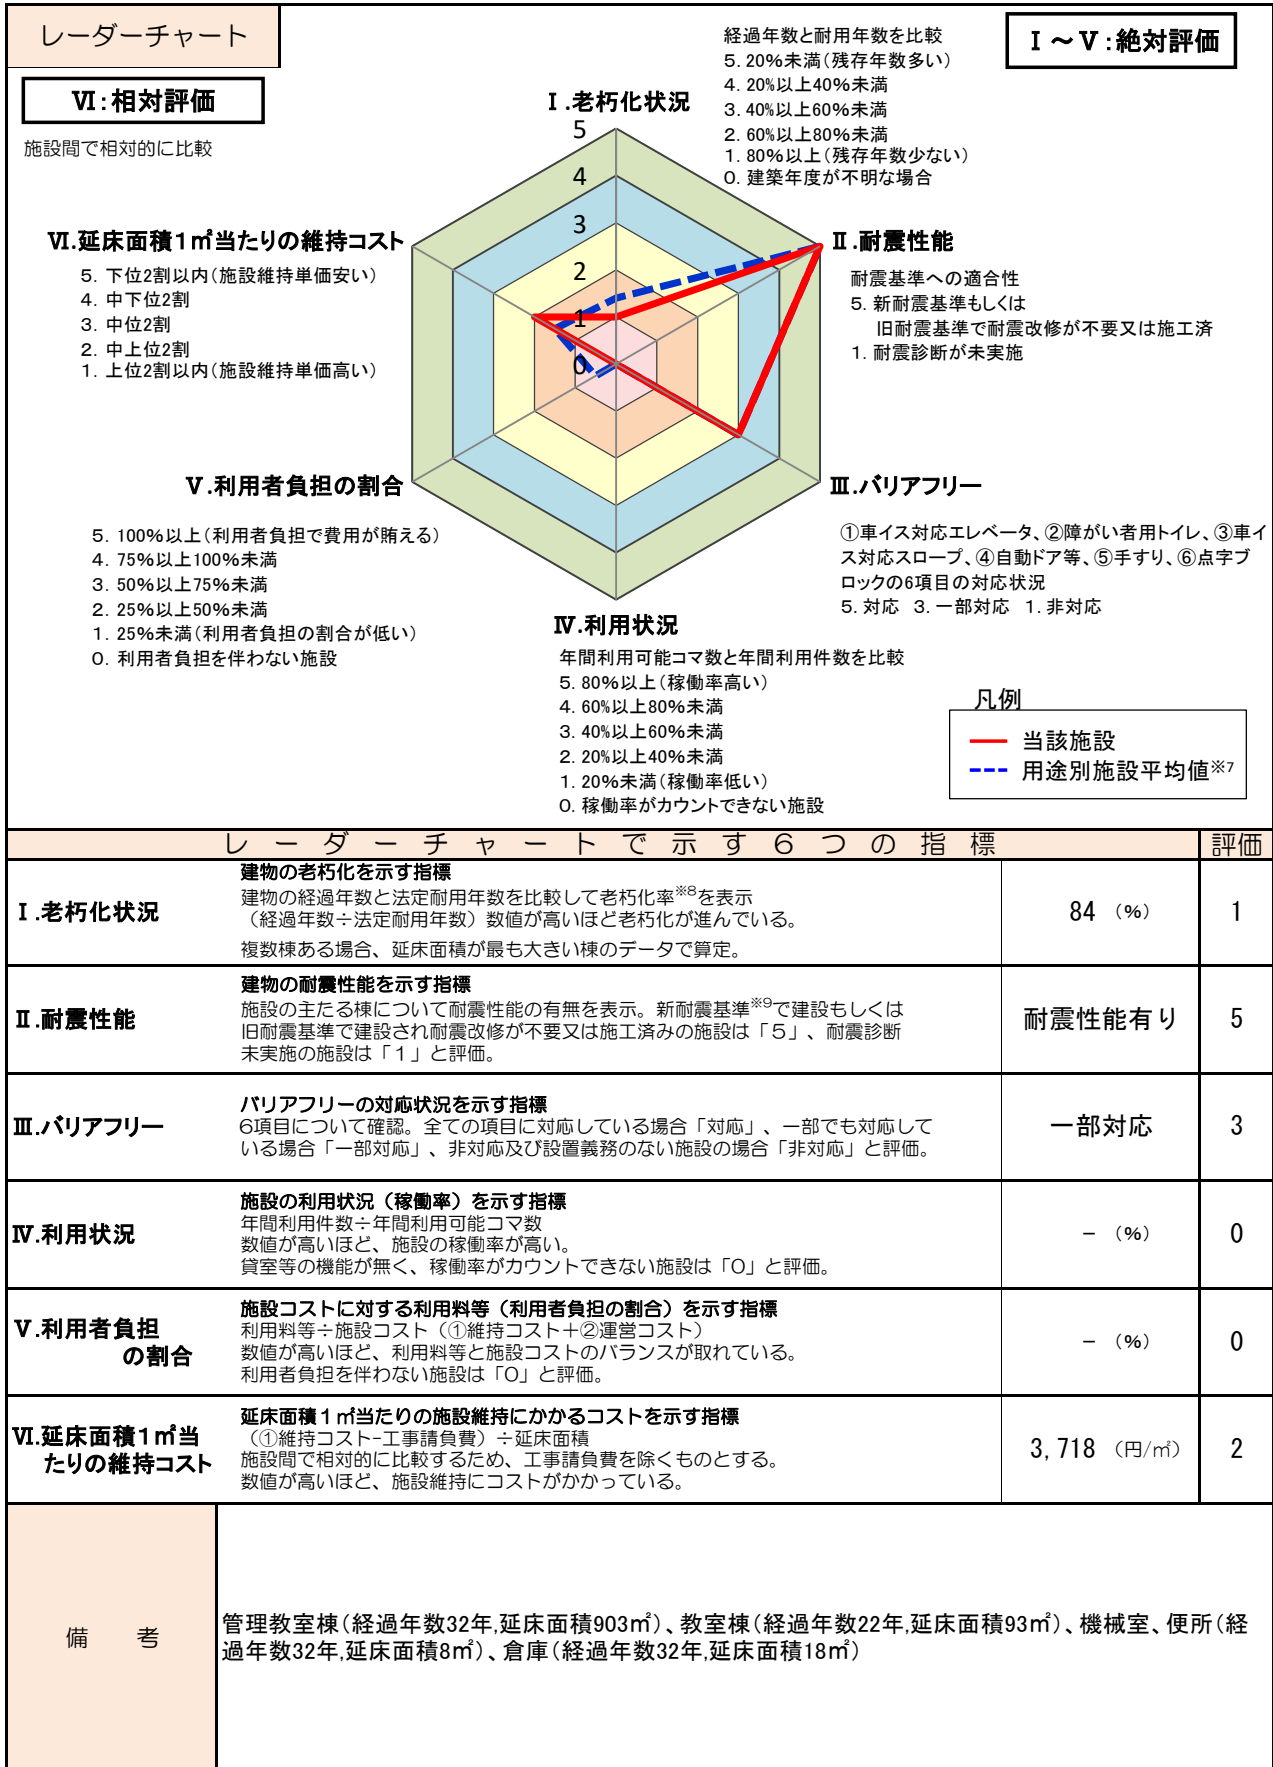 レーダーチャート
Ⅰ～Ⅴ:絶対評価
Ⅵ:相対評価
施設間で相対的に比較
経過年数と耐用年数を比較
5. 20%未満(残存年数多い)
4. 20%以上40%未満
3. 40%以上60%未満
2. 60%以上80%未満
1. 80%以上(残存年数少ない)
0. 建築年度が不明な場合
Ⅰ.老朽化状況
5
4
3
2
1
0
Ⅵ.延床面積1㎡当たりの維持コスト
5. 下位2割以内(施設維持単価安い)
4. 中下位2割
3. 中位2割
2. 中上位2割
1. 上位2割以内(施設維持単価高い)
Ⅱ.耐震性能
耐震基準への適合性
5. 新耐震基準もしくは
旧耐震基準で耐震改修が不要又は施工済
1. 耐震診断が未実施
Ⅴ.利用者負担の割合
5. 100%以上(利用者負担で費用が賄える)
4. 75%以上100%未満
3. 50%以上75%未満
2. 25%以上50%未満
1. 25%未満(利用者負担の割合が低い)
0. 利用者負担を伴わない施設
Ⅲ.バリアフリー
①車イス対応エレベータ、②障がい者用トイレ、③車イ
ス対応スロープ、④自動ドア等、⑤手すり、⑥点字ブ
ロックの6項目の対応状況
5. 対応 3. 一部対応 1. 非対応
Ⅳ.利用状況
年間利用可能コマ数と年間利用件数を比較
5. 80%以上(稼働率高い)
4. 60%以上80%未満
3. 40%以上60%未満
2. 20%以上40%未満
1. 20%未満(稼働率低い)
0. 稼働率がカウントできない施設
凡例
当該施設
用途別施設平均値※7
レーダーチャートで示す6つの指標 評価
Ⅰ.老朽化状況
建物の老朽化を示す指標
建物の経過年数と法定耐用年数を比較して老朽化率※8を表示
（経過年数÷法定耐用年数）数値が高いほど老朽化が進んでいる。
複数棟ある場合、延床面積が最も大きい棟のデータで算定。
84 (%) 1
Ⅱ.耐震性能
建物の耐震性能を示す指標
施設の主たる棟について耐震性能の有無を表示。新耐震基準※9で建設もしくは
旧耐震基準で建設され耐震改修が不要又は施工済みの施設は「5」、耐震診断
未実施の施設は「1」と評価。
耐震性能有り 5
Ⅲ.バリアフリー
バリアフリーの対応状況を示す指標
6項目について確認。全ての項目に対応している場合「対応」、一部でも対応して
いる場合「一部対応」、非対応及び設置義務のない施設の場合「非対応」と評価。
一部対応 3
Ⅳ.利用状況
施設の利用状況（稼働率）を示す指標
年間利用件数÷年間利用可能コマ数
数値が高いほど、施設の稼働率が高い。
貸室等の機能が無く、稼働率がカウントできない施設は「0」と評価。
－ (%) 0
Ⅴ.利用者負担
の割合
施設コストに対する利用料等（利用者負担の割合）を示す指標
利用料等÷施設コスト（①維持コスト＋②運営コスト）
数値が高いほど、利用料等と施設コストのバランスが取れている。
利用者負担を伴わない施設は「0」と評価。
－ (%) 0
Ⅵ.延床面積1㎡当
たりの維持コスト
延床面積1㎡当たりの施設維持にかかるコストを示す指標
（①維持コスト-工事請負費）÷延床面積
施設間で相対的に比較するため、工事請負費を除くものとする。
数値が高いほど、施設維持にコストがかかっている。
3,718 (円/㎡) 2
備 考
管理教室棟(経過年数32年,延床面積903㎡)、教室棟(経過年数22年,延床面積93㎡)、機械室、便所(経
過年数32年,延床面積8㎡)、倉庫(経過年数32年,延床面積18㎡)